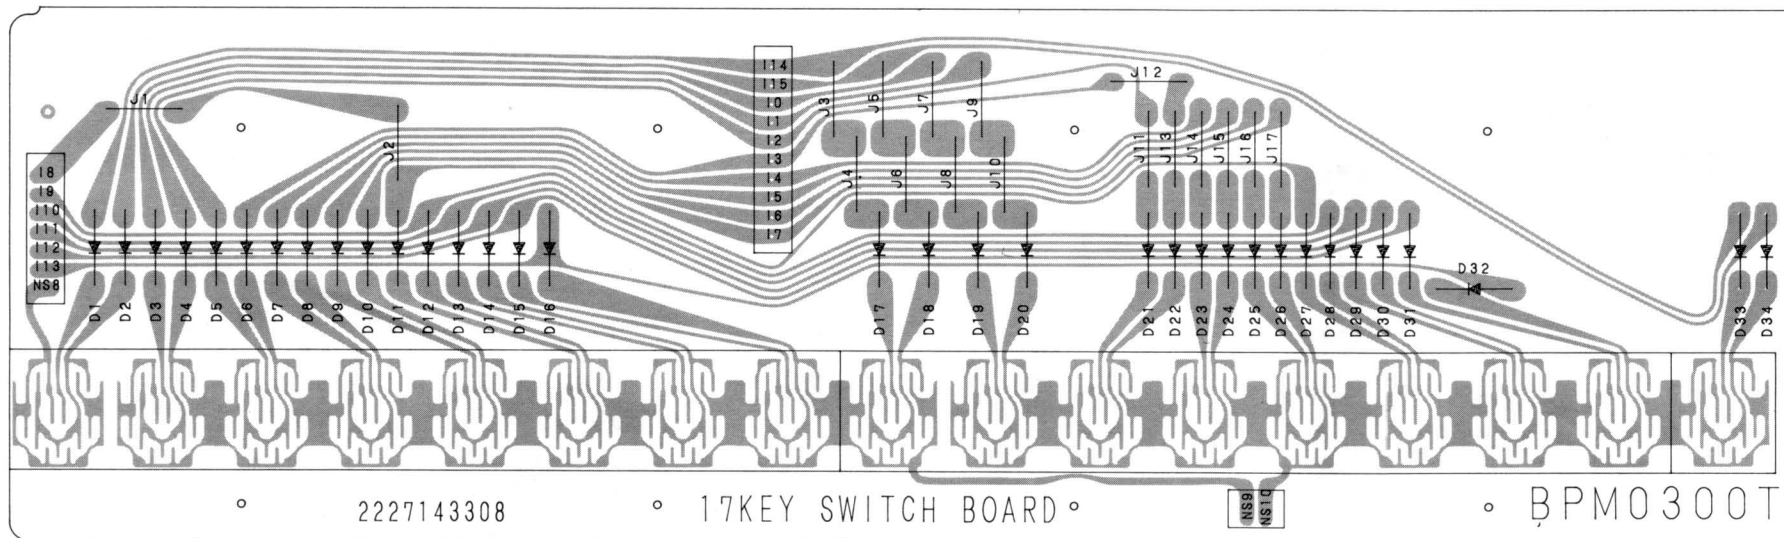 J1
J2
I8
I9
I10
I11
I12
I13
NS8
I14
I15
I0
I1
I2
I3
I4
I5
I6
I7
J3
J5
J7
J9
J4
J6
J8
J10
J12
J11
J13
J14
J15
J16
J17
D1
D2
D3
D4
D5
D6
D7
D8
D9
D10
D11
D12
D13
D14
D15
D16
D17
D18
D19
D20
D21
D22
D23
D24
D25
D26
D27
D28
D29
D30
D31
D32
D33
D34
NS9
NS10
2227143308
17KEY SWITCH BOARD
BPM0300T